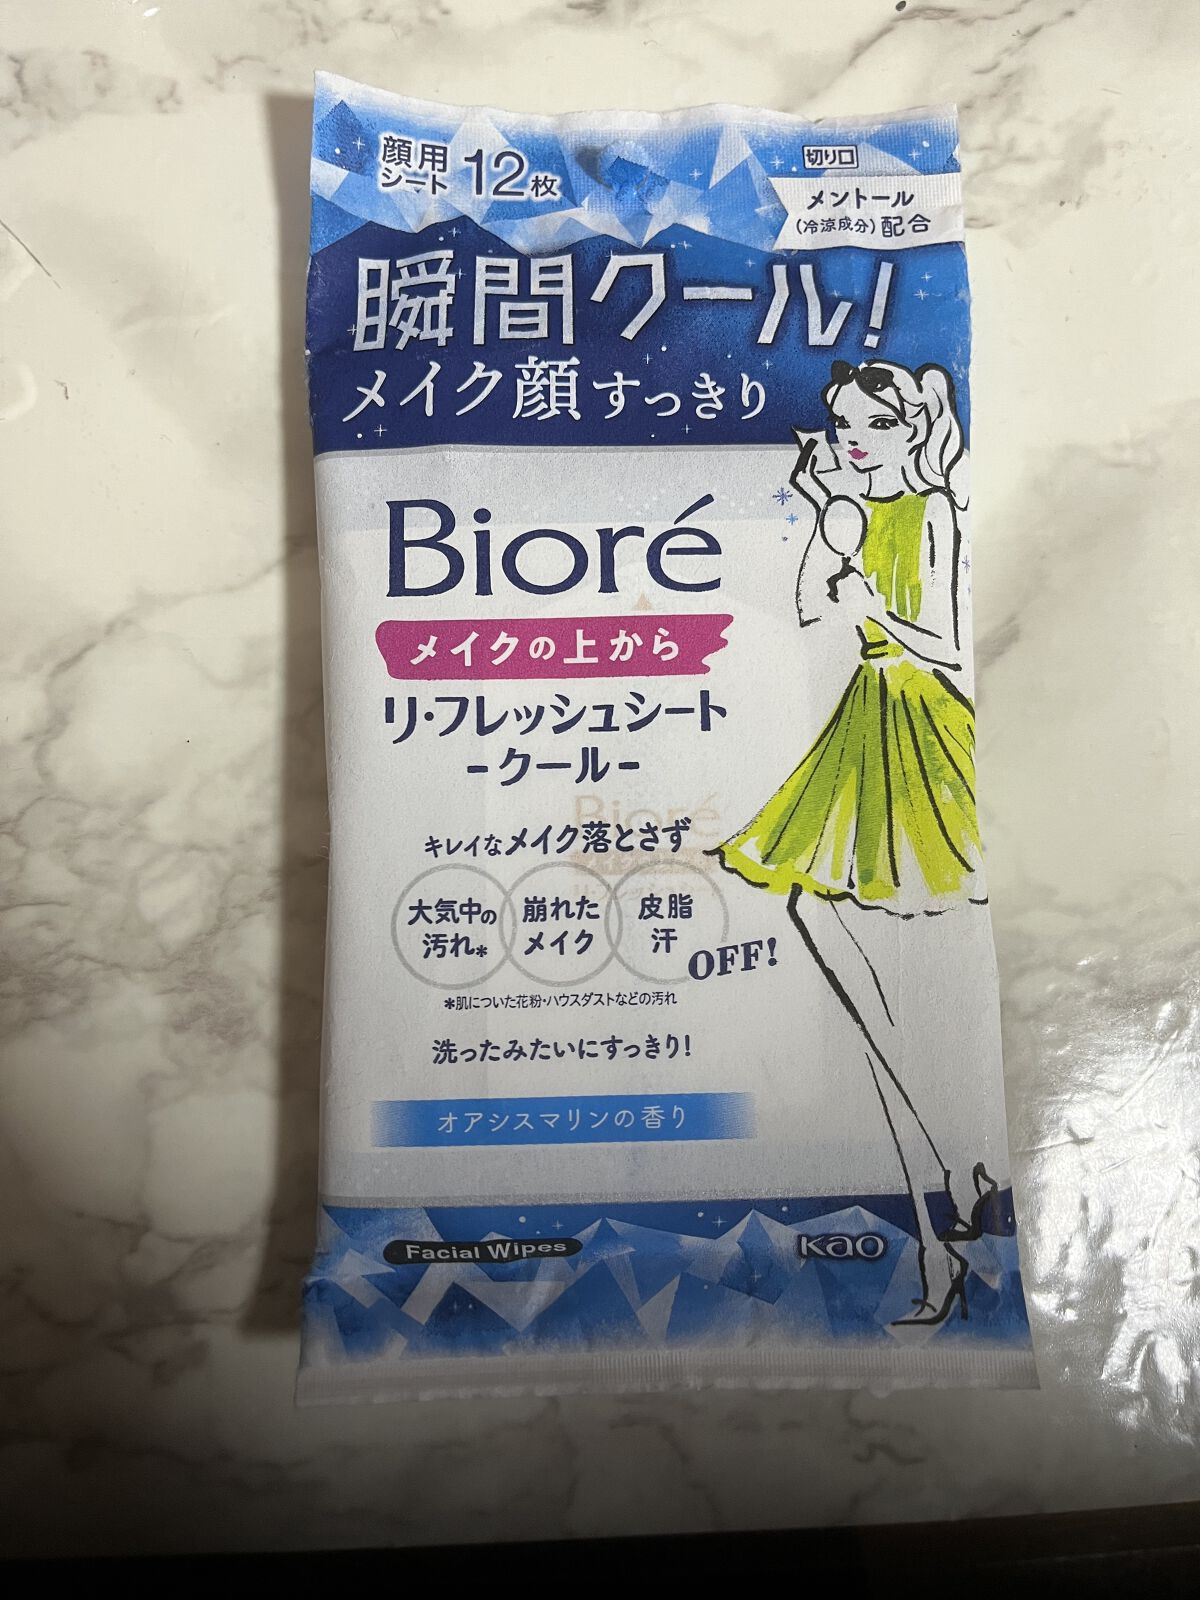 顔用
シート 12枚
切り口
メントール
(冷涼成分) 配合
瞬間クール!
メイク顔すっきり
Bioré
メイクの上から
リ・フレッシュシート
-クール-
キレイなメイク落とさず
大気中の
汚れ*
崩れた
メイク
皮脂
汗
OFF!
*肌についた花粉・ハウスダストなどの汚れ
洗ったみたいにすっきり!
オアシスマリンの香り
Facial Wipes
Kao
Bioré